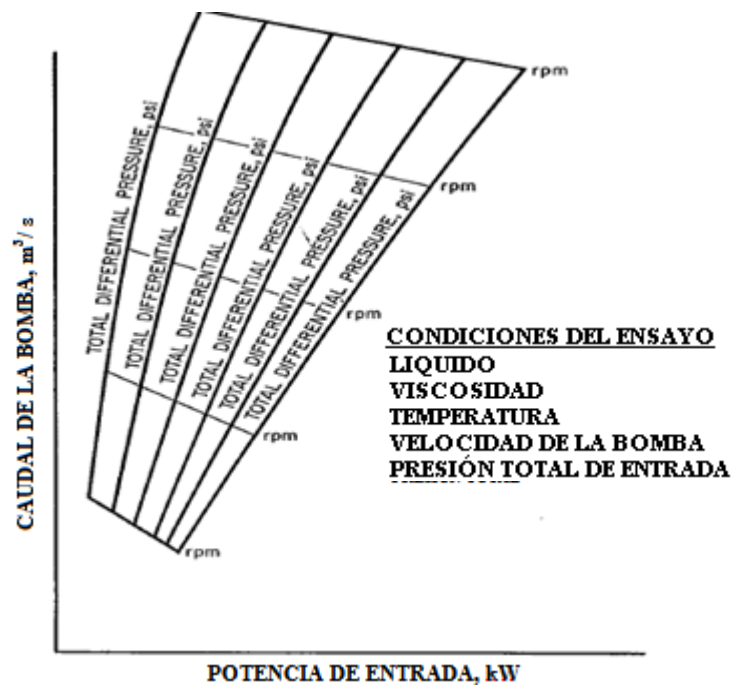 CAUDAL DE LA BOMBA, m³/s
TOTAL DIFFERENTIAL PRESSURE, psi
TOTAL DIFFERENTIAL PRESSURE, psi
TOTAL DIFFERENTIAL PRESSURE, psi
TOTAL DIFFERENTIAL PRESSURE, psi
TOTAL DIFFERENTIAL PRESSURE, psi
TOTAL DIFFERENTIAL PRESSURE, psi
rpm
rpm
rpm
rpm
rpm
CONDICIONES DEL ENSAYO
LIQUIDO
VISCOSIDAD
TEMPERATURA
VELOCIDAD DE LA BOMBA
PRESIÓN TOTAL DE ENTRADA
POTENCIA DE ENTRADA, kW